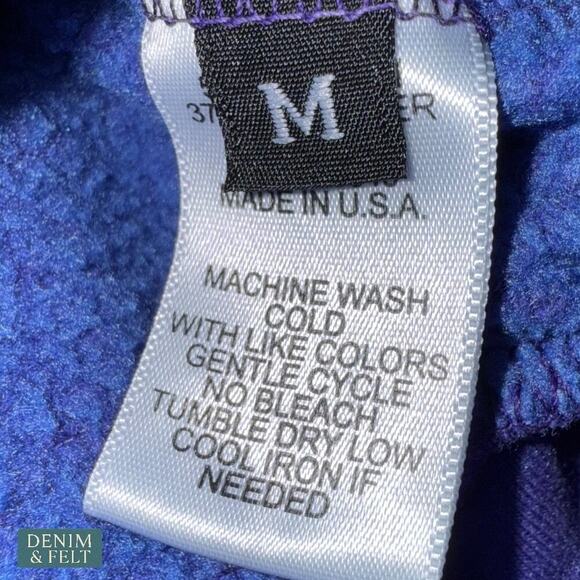 M
MADE IN U.S.A.
MACHINE WASH
COLD
WITH LIKE COLORS
GENTLE CYCLE
NO BLEACH
TUMBLE DRY LOW
COOL IRON IF
NEEDED
DENIM
& FELT